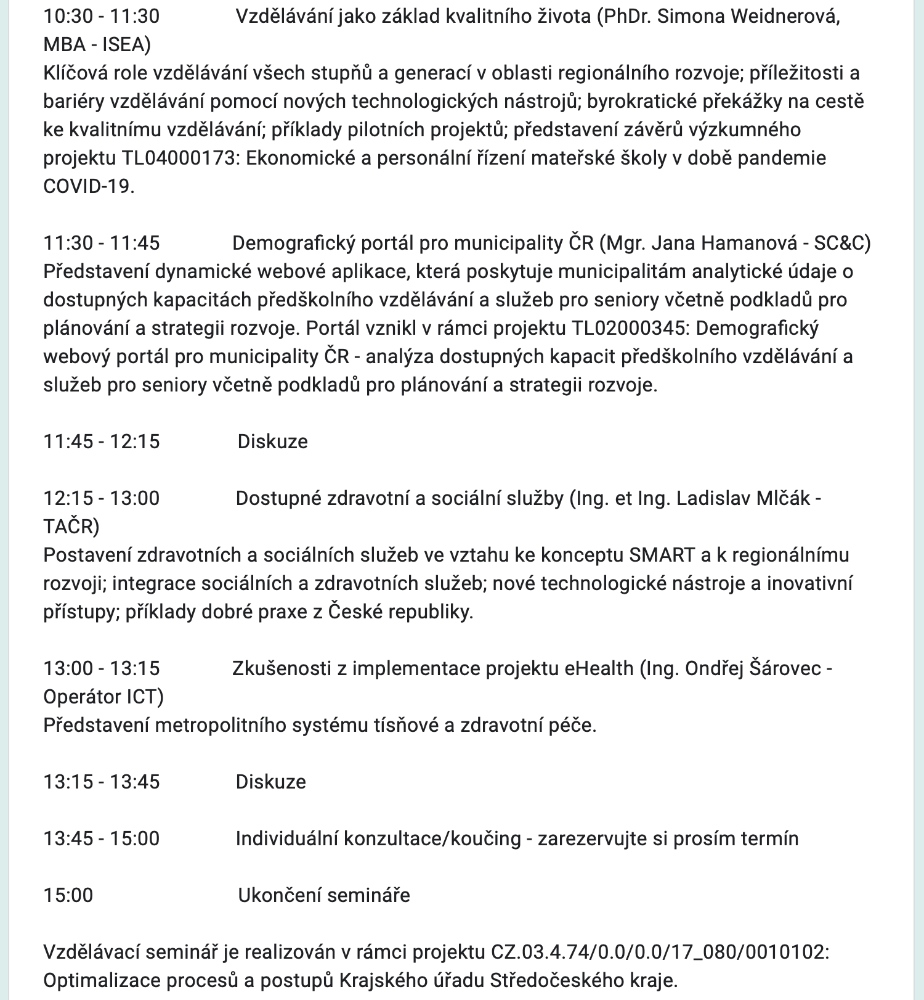 10:30 - 11:30 Vzdělávání jako základ kvalitního života (PhDr. Simona Weidnerová,
MBA - ISEA)
Klíčová role vzdělávání všech stupňů a generací v oblasti regionálního rozvoje; příležitosti a
bariéry vzdělávání pomocí nových technologických nástrojů; byrokratické překážky na cestě
ke kvalitnímu vzdělávání; příklady pilotních projektů; představení závěrů výzkumného
projektu TL04000173: Ekonomické a personální řízení mateřské školy v době pandemie
COVID-19.
11:30 - 11:45 Demografický portál pro municipality ČR (Mgr. Jana Hamanová - SC&C)
Představení dynamické webové aplikace, která poskytuje municipalitám analytické údaje o
dostupných kapacitách předškolního vzdělávání a služeb pro seniory včetně podkladů pro
plánování a strategii rozvoje. Portál vznikl v rámci projektu TL02000345: Demografický
webový portál pro municipality ČR - analýza dostupných kapacit předškolního vzdělávání a
služeb pro seniory včetně podkladů pro plánování a strategii rozvoje.
11:45 - 12:15 Diskuze
12:15 - 13:00 Dostupné zdravotní a sociální služby (Ing. et Ing. Ladislav Mlčák -
TAČR)
Postavení zdravotních a sociálních služeb ve vztahu ke konceptu SMART a k regionálnímu
rozvoji; integrace sociálních a zdravotních služeb; nové technologické nástroje a inovativní
přístupy; příklady dobré praxe z České republiky.
13:00 - 13:15 Zkušenosti z implementace projektu eHealth (Ing. Ondřej Šárovec -
Operátor ICT)
Představení metropolitního systému tísňové a zdravotní péče.
13:15 - 13:45 Diskuze
13:45 - 15:00 Individuální konzultace/koučing - zarezervujte si prosím termín
15:00 Ukončení semináře
Vzdělávací seminář je realizován v rámci projektu CZ.03.4.74/0.0/0.0/17_080/0010102:
Optimalizace procesů a postupů Krajského úřadu Středočeského kraje.